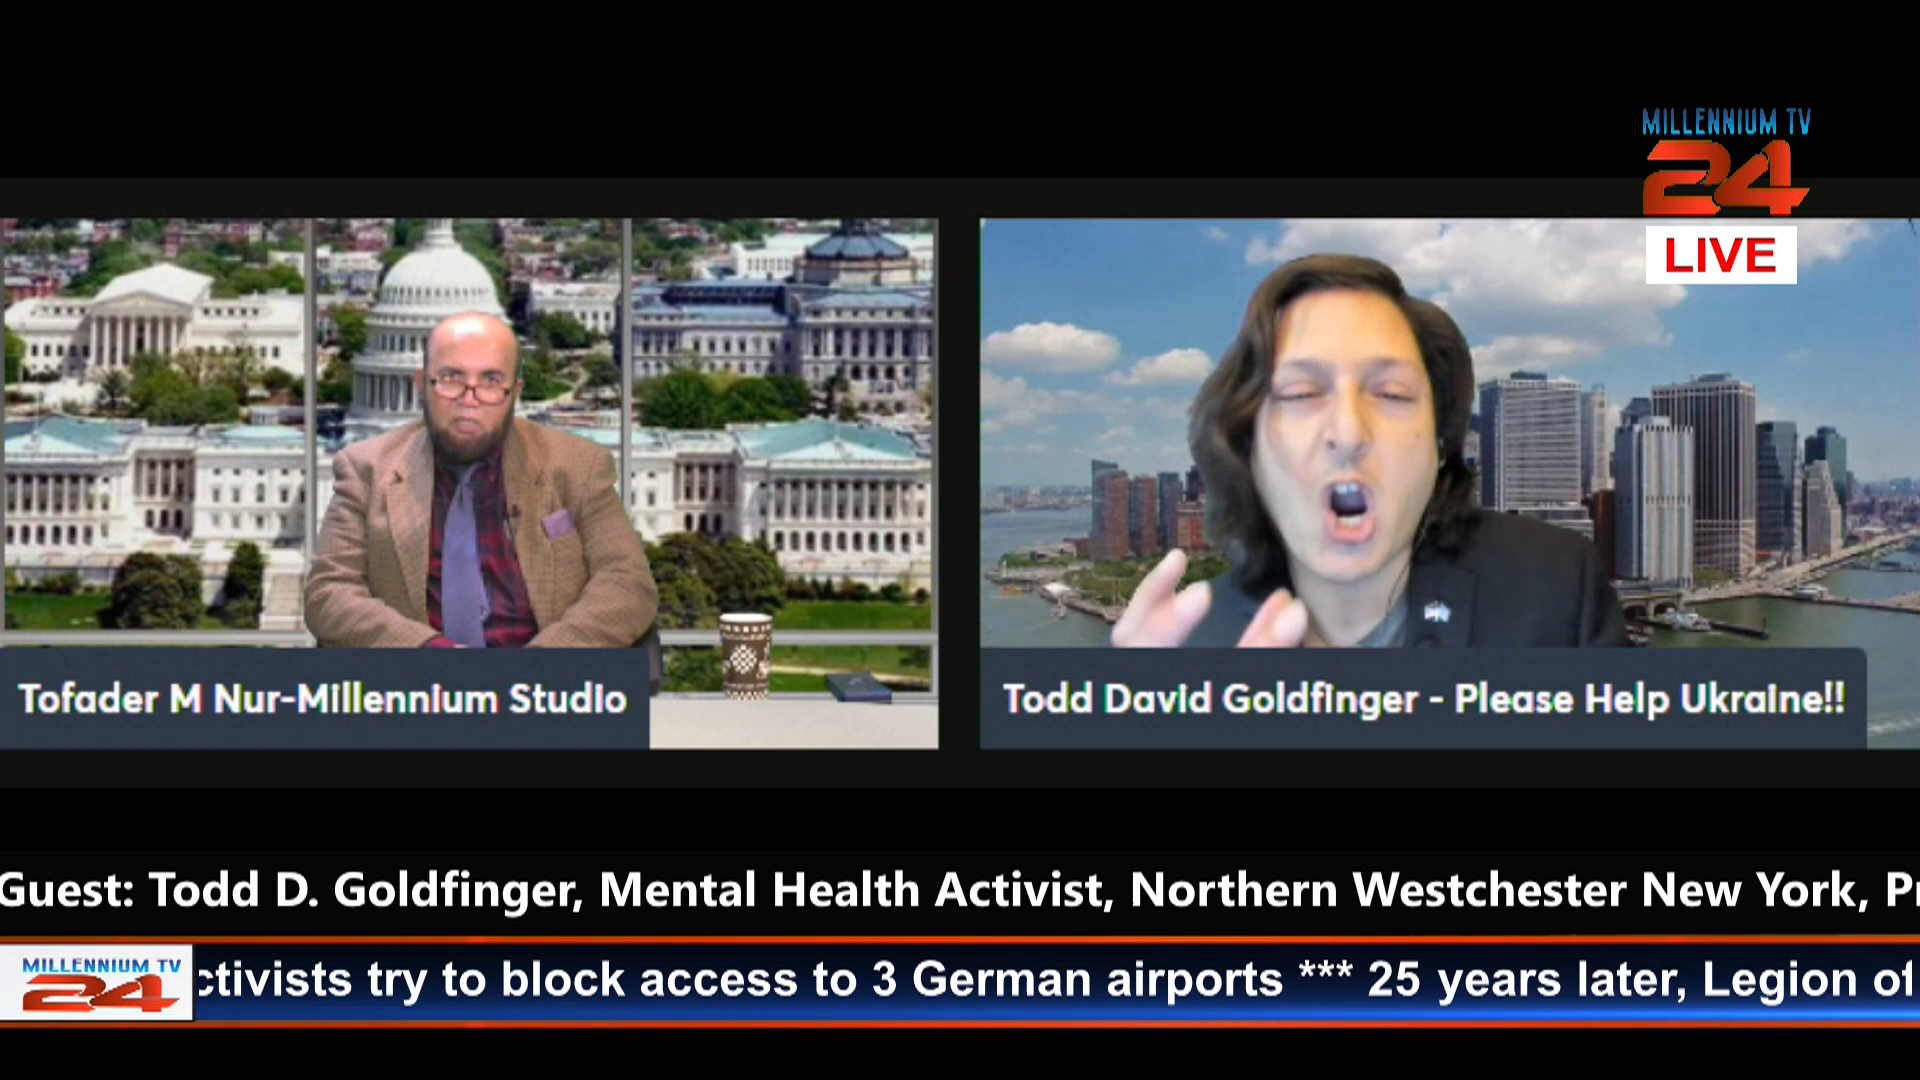 MILLENNIUM TV
24
LIVE
Tofader M Nur-Millennium Studio
Todd David Goldfinger - Please Help Ukraine!!
Guest: Todd D. Goldfinger, Mental Health Activist, Northern Westchester New York, Pr
MILLENNIUM TV
24
ctivists try to block access to 3 German airports *** 25 years later, Legion of